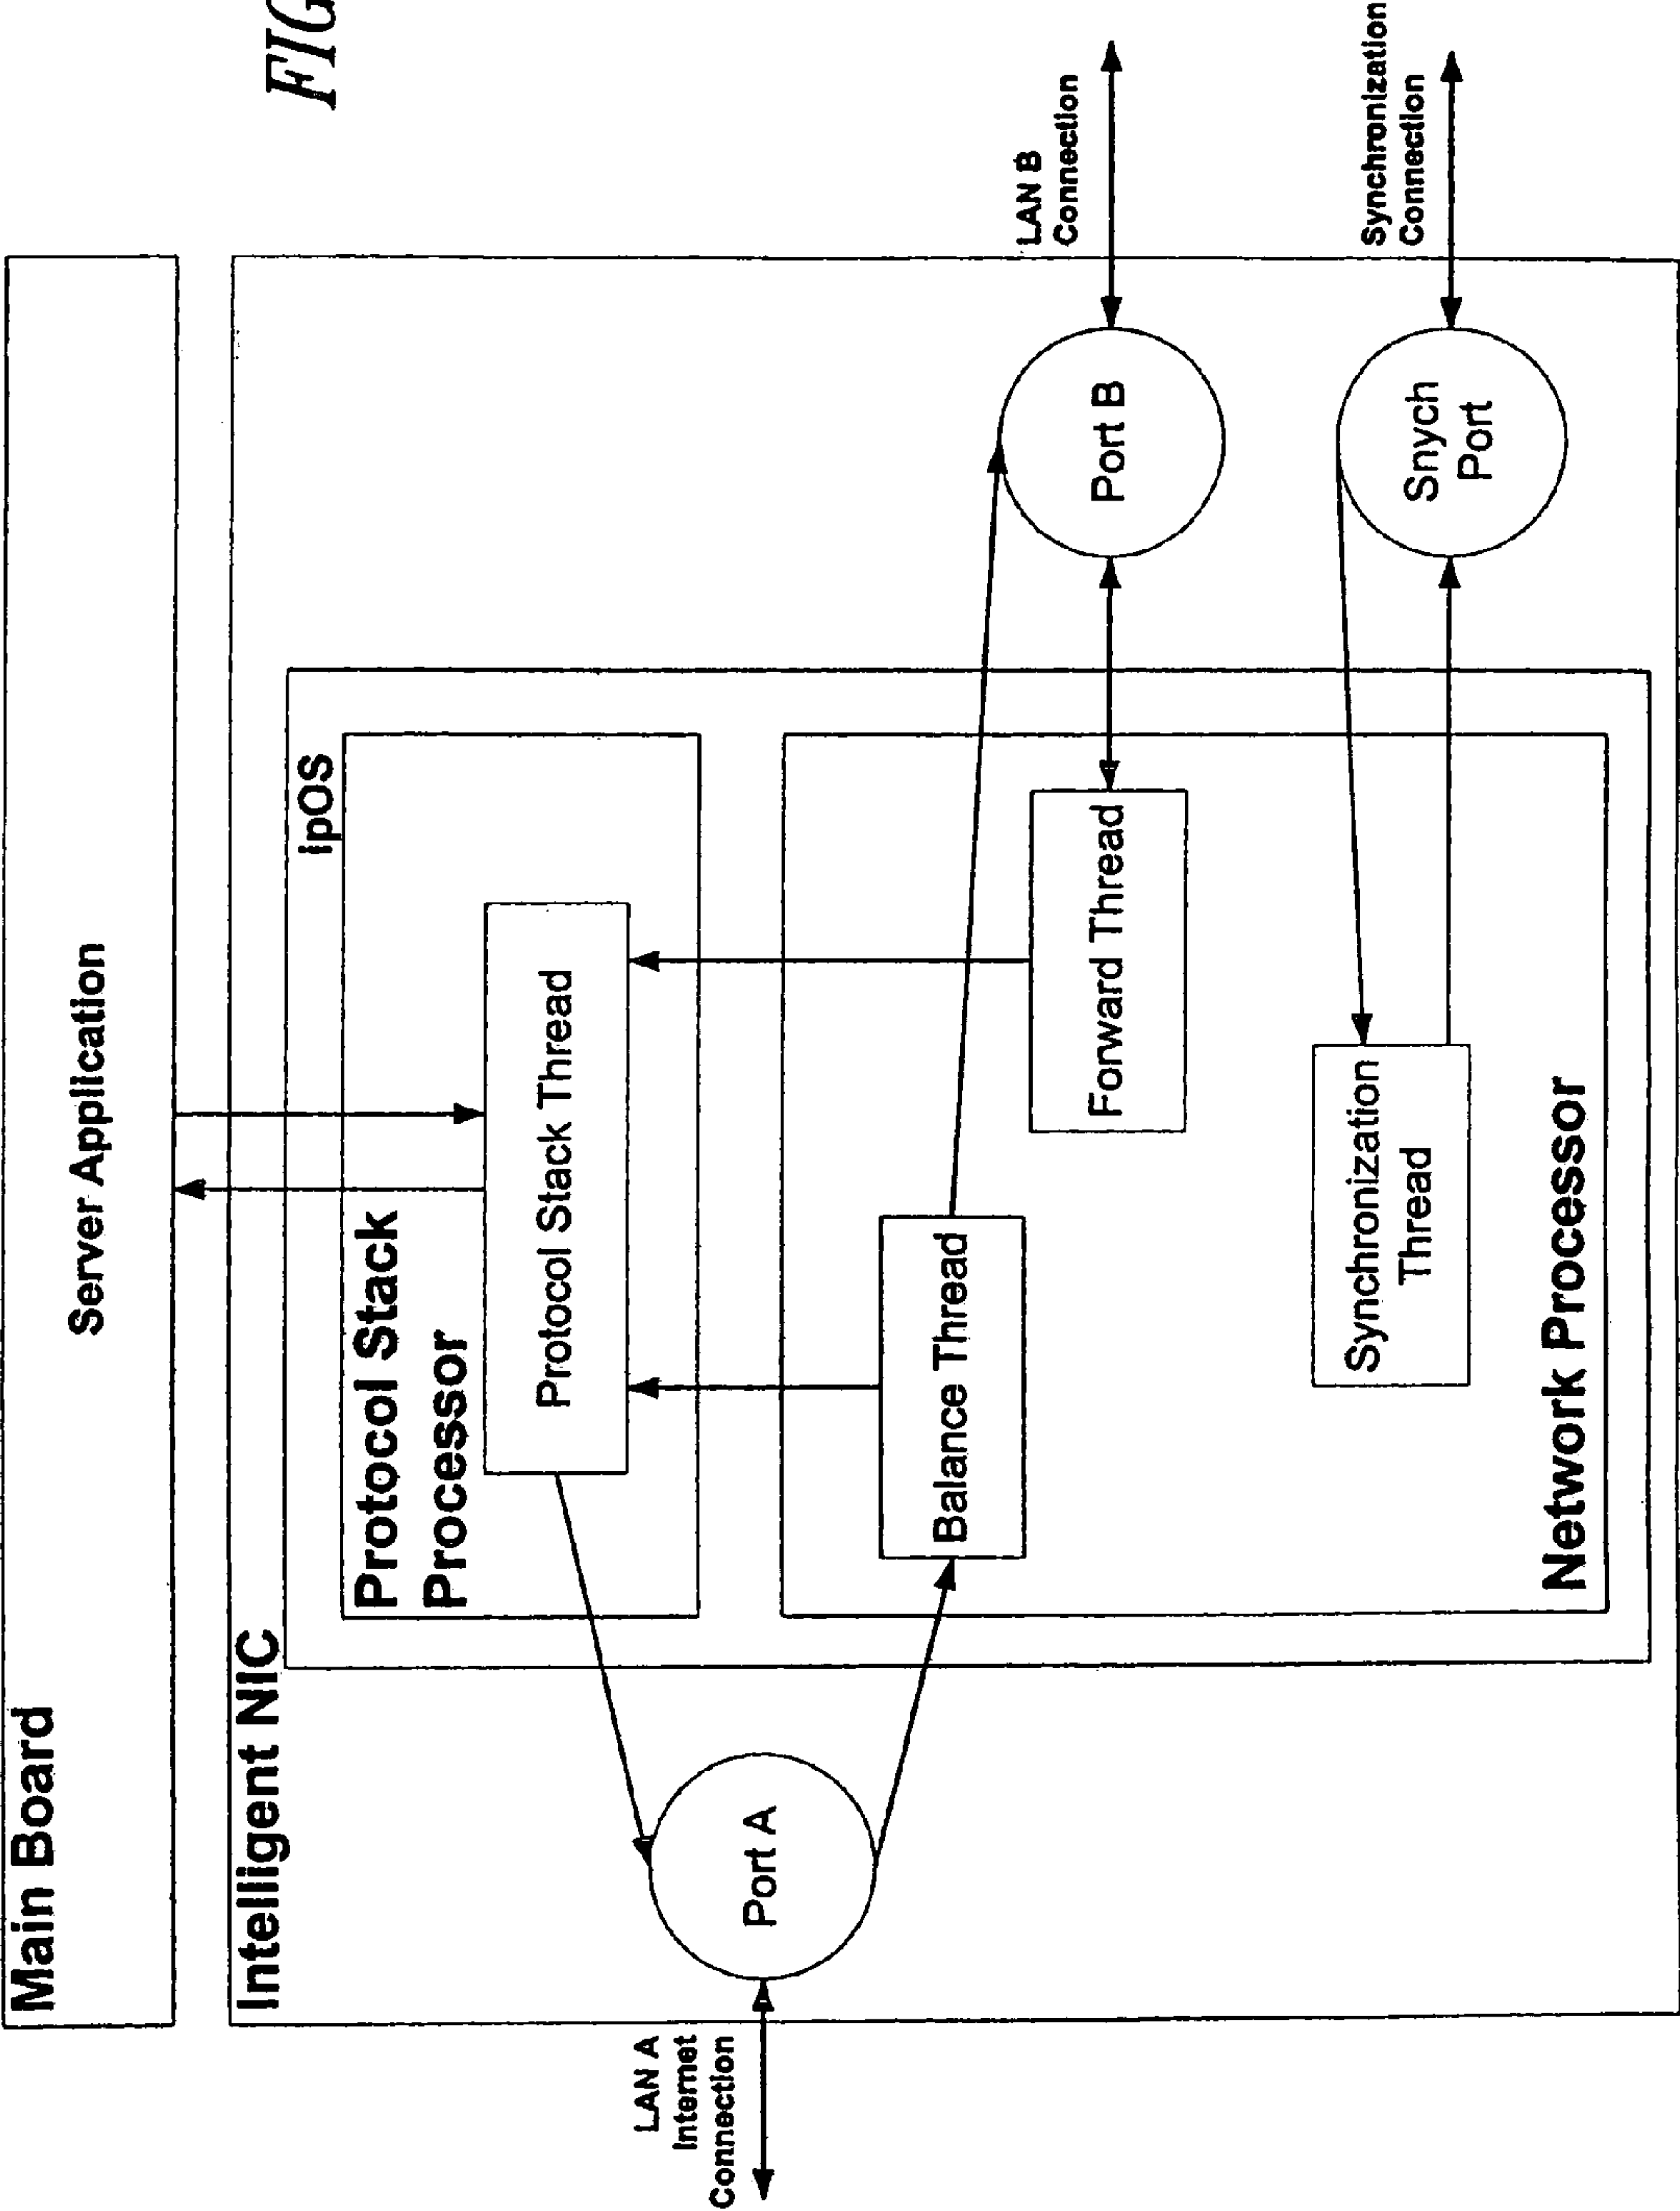 FIG
Main Board
Server Application
Intelligent NIC
ipOS
Protocol Stack
Processor
Protocol Stack Thread
LAN A
Internet
Connection
Port A
Balance Thread
Forward Thread
Port B
LAN B
Connection
Synchronization
Thread
Snych
Port
Synchronization
Connection
Network Processor